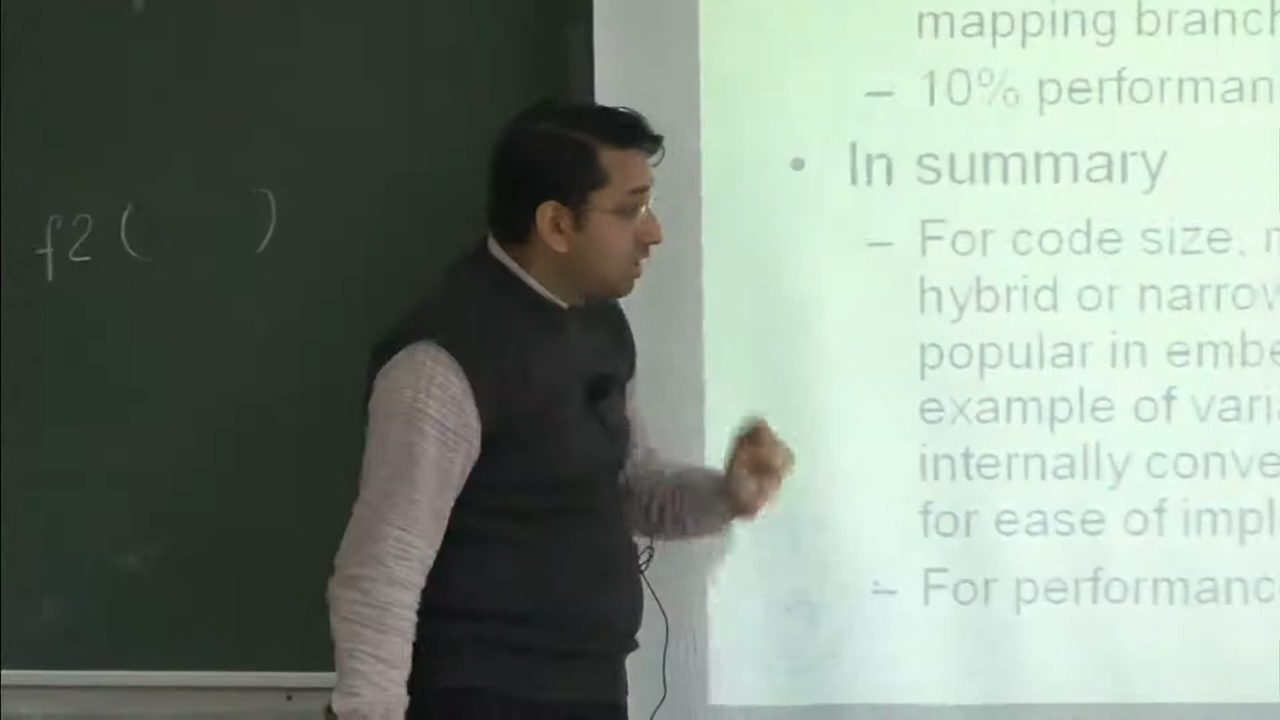 f2 ( )
mapping branch
– 10% performan
• In summary
– For code size,
hybrid or narrow
popular in embe
example of vari
internally conve
for ease of impl
– For performanc